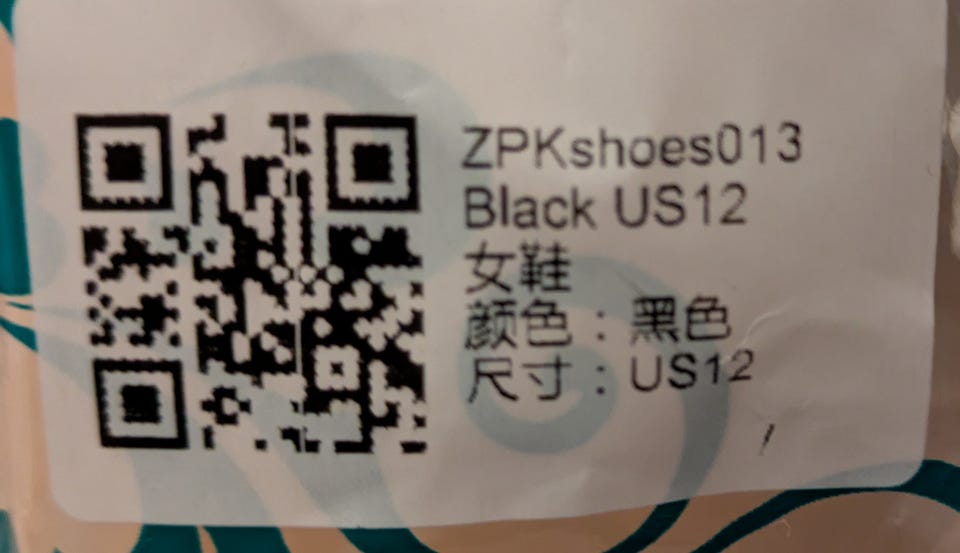 ZPKshoes013
Black US12
女鞋
颜色：黑色
尺寸：US12